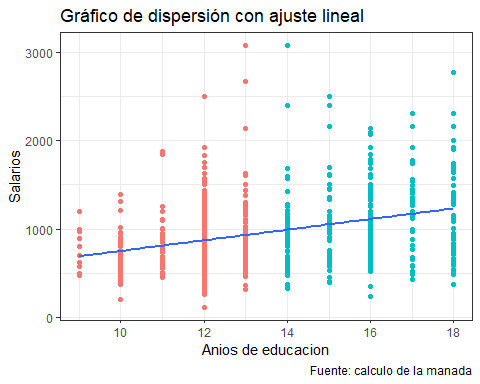 Gráfico de dispersión con ajuste lineal
3000
2000
1000
0
Salarios
10
12
14
16
18
Anios de educacion
Fuente: calculo de la manada